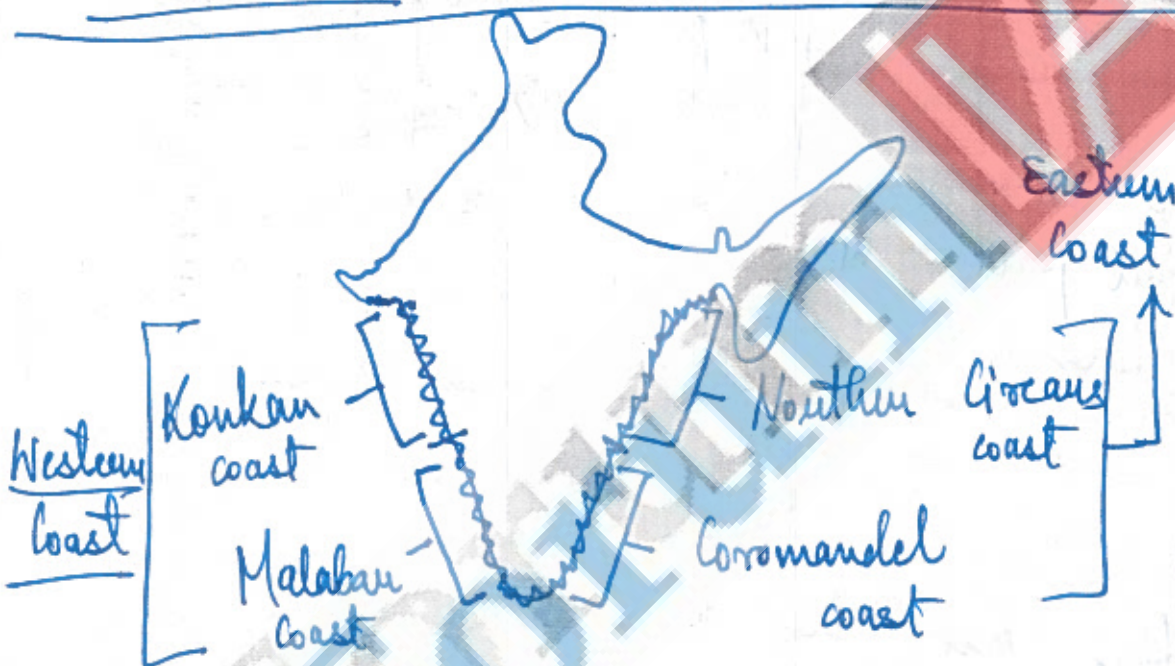 Eastern
Coast
Konkan
coast
Northern Circars
coast
Western
Coast
Malabar
coast
Coromandel
coast